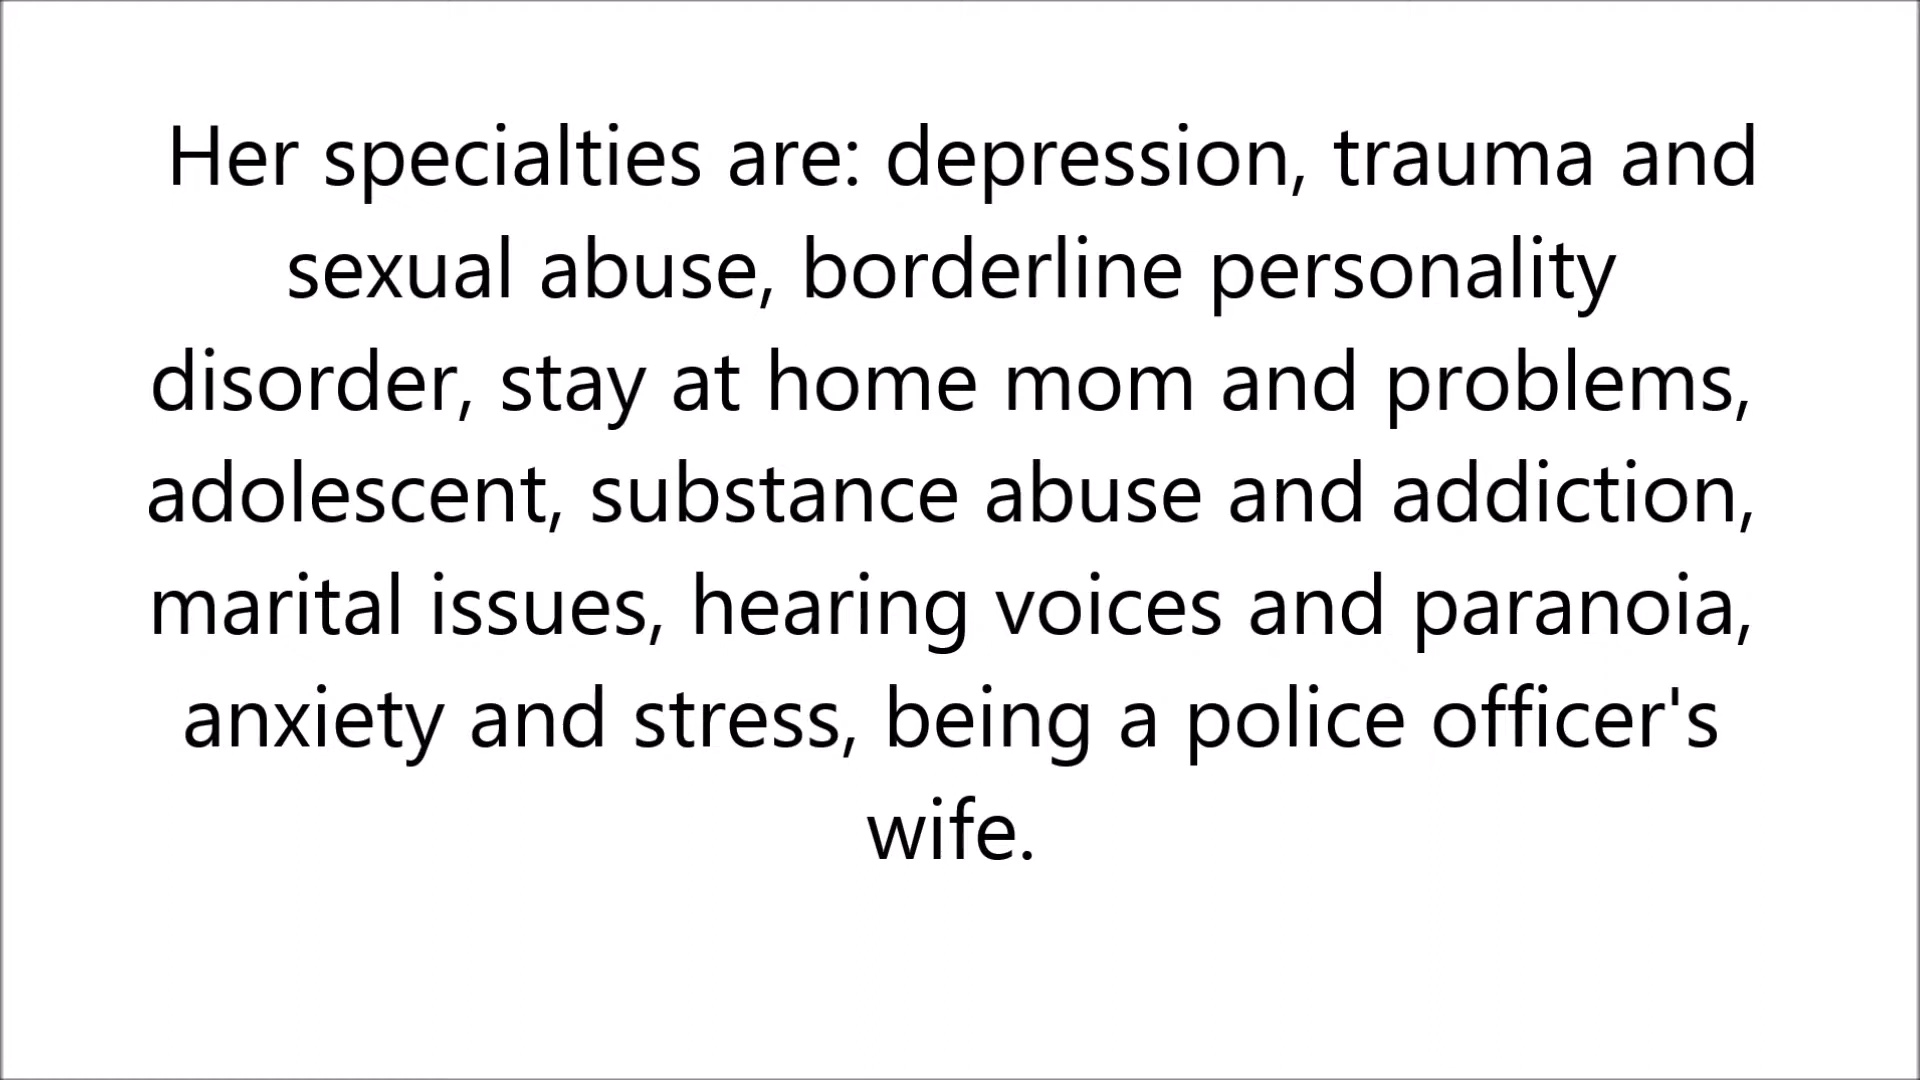 Her specialties are: depression, trauma and
sexual abuse, borderline personality
disorder, stay at home mom and problems,
adolescent, substance abuse and addiction,
marital issues, hearing voices and paranoia,
anxiety and stress, being a police officer's
wife.